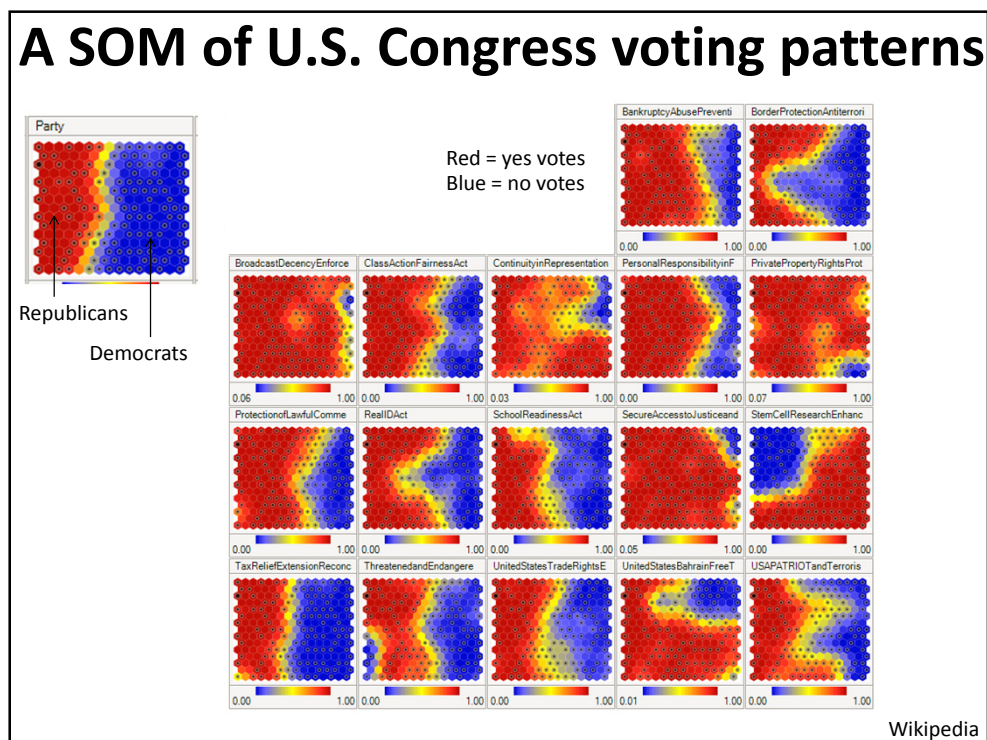 A SOM of U.S. Congress voting patterns
Party
Republicans
Democrats
Red = yes votes
Blue = no votes
BankruptcyAbusePreventi BorderProtectionAntiterrori
0.00 1.00 0.00 1.00
BroadcastDecencyEnforce ClassActionFairnessAct ContinuityinRepresentation PersonalResponsibilityinF PrivatePropertyRightsProt
0.06 1.00 0.00 1.00 0.03 1.00 0.00 1.00 0.07 1.00
ProtectionofLawfulComme RealIDAct SchoolReadinessAct SecureAccesstoJusticeand StemCellResearchEnhanc
0.00 1.00 0.00 1.00 0.00 1.00 0.05 1.00 0.00 1.00
TaxReliefExtensionReconc ThreatenedandEndangere UnitedStatesTradeRightsE UnitedStatesBahrainFreeT USAPATRIOTandTerroris
0.00 1.00 0.00 1.00 0.00 1.00 0.01 1.00 0.00 1.00
Wikipedia